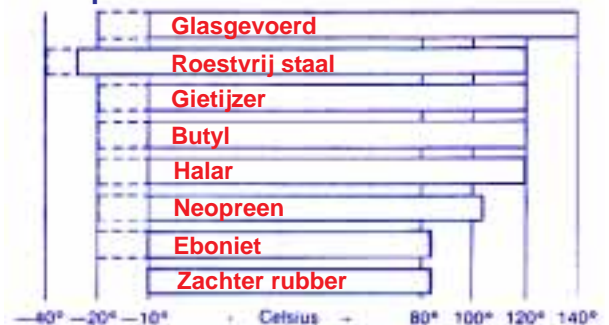 Glasgevoerd
Roestvrij staal
Gietijzer
Butyl
Halar
Neopreen
Eboniet
Zachter rubber
—40° —20° —10° - Celsius - 80° 100° 120° 140°